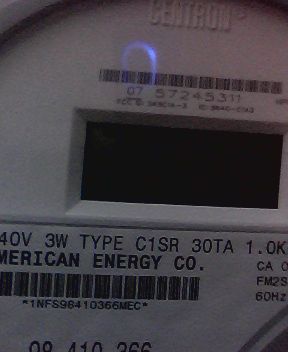 CENTRON®
07 57245311
40V 3W TYPE C1SR 30TA 1.0K
MERICAN ENERGY CO.
CA 0
FM2S
60HZ
*1NFS98410366MEC*
98 410 366